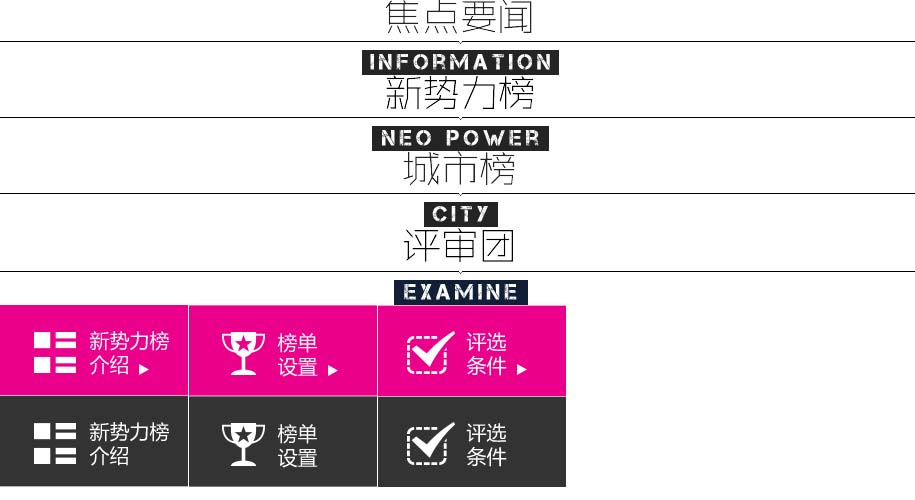 焦点要闻
INFORMATION
新势力榜
NEO POWER
城市榜
CITY
评审团
EXAMINE
新势力榜
介绍
榜单
设置
评选
条件
新势力榜
介绍
榜单
设置
评选
条件